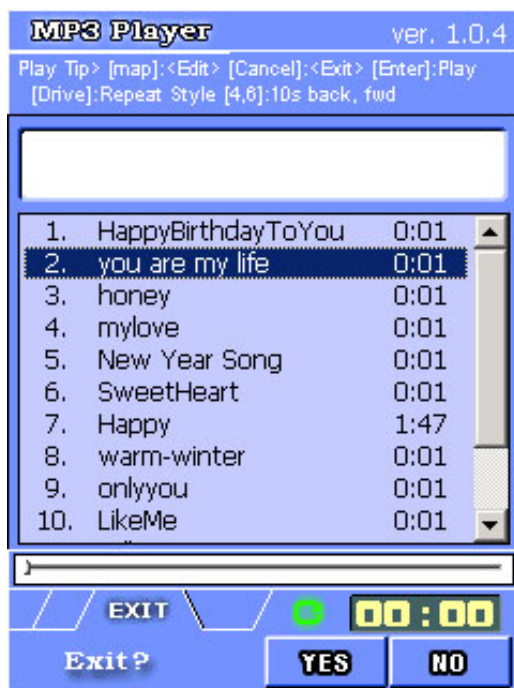 MP3 Player ver. 1.0.4
Play Tip> [map]:<Edit> [Cancel]:<Exit> [Enter]:Play
[Drive]:Repeat Style [4,6]:10s back, fwd
1. HappyBirthdayToYou 0:01
2. you are my life 0:01
3. honey 0:01
4. mylove 0:01
5. New Year Song 0:01
6. SweetHeart 0:01
7. Happy 1:47
8. warm-winter 0:01
9. onlyyou 0:01
10. LikeMe 0:01
EXIT 00:00
Exit? YES NO